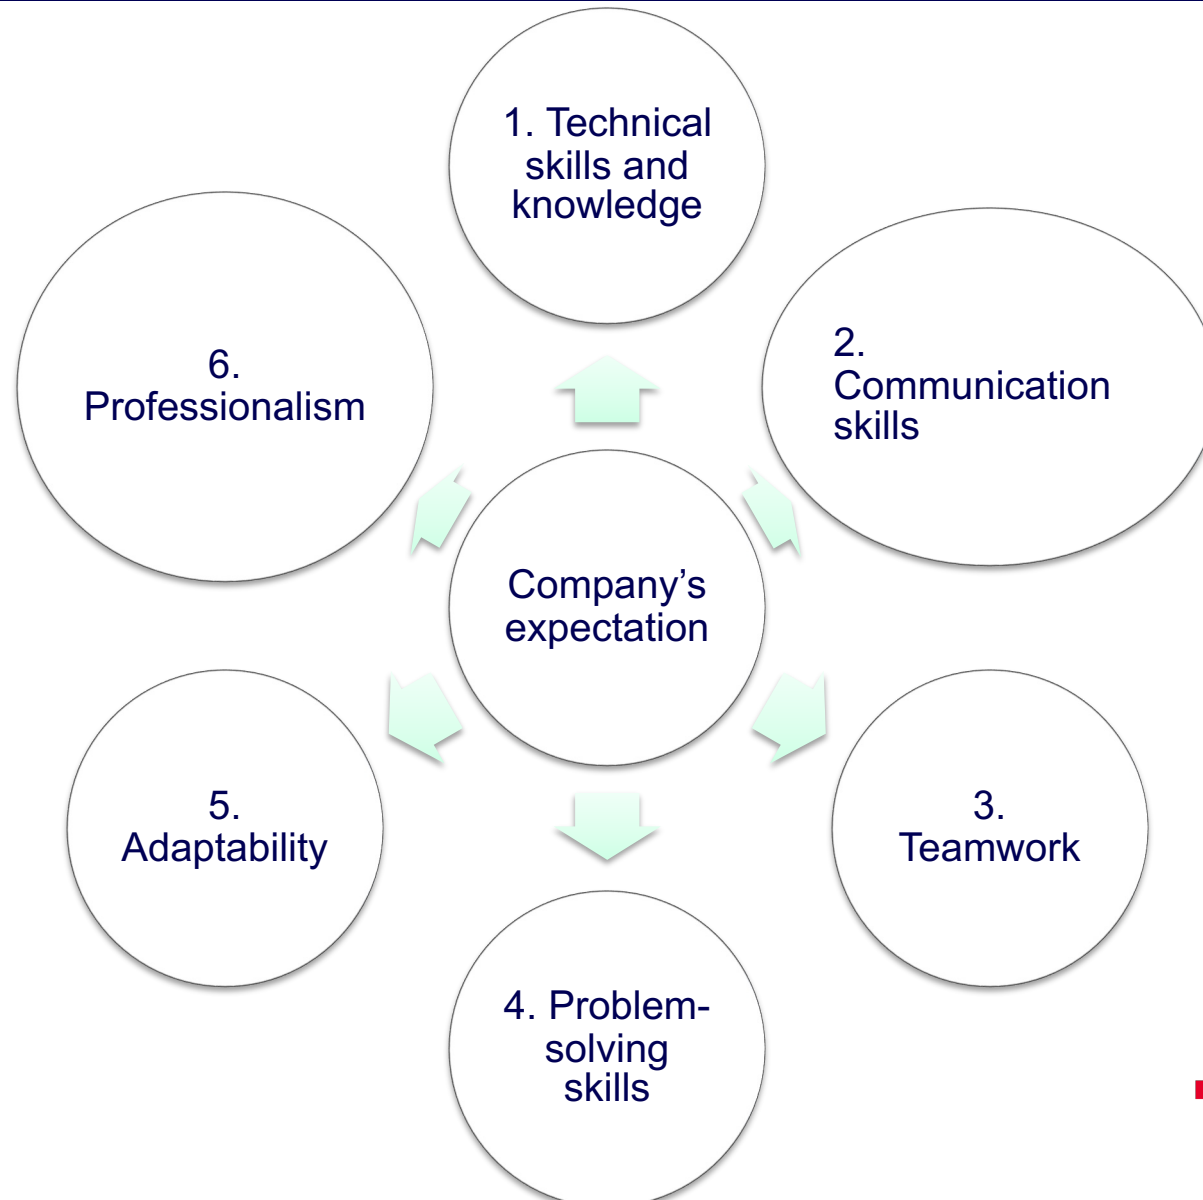 1. Technical
skills and
knowledge
2.
Communication
skills
3.
Teamwork
4. Problem-
solving
skills
5.
Adaptability
6.
Professionalism
Company’s
expectation